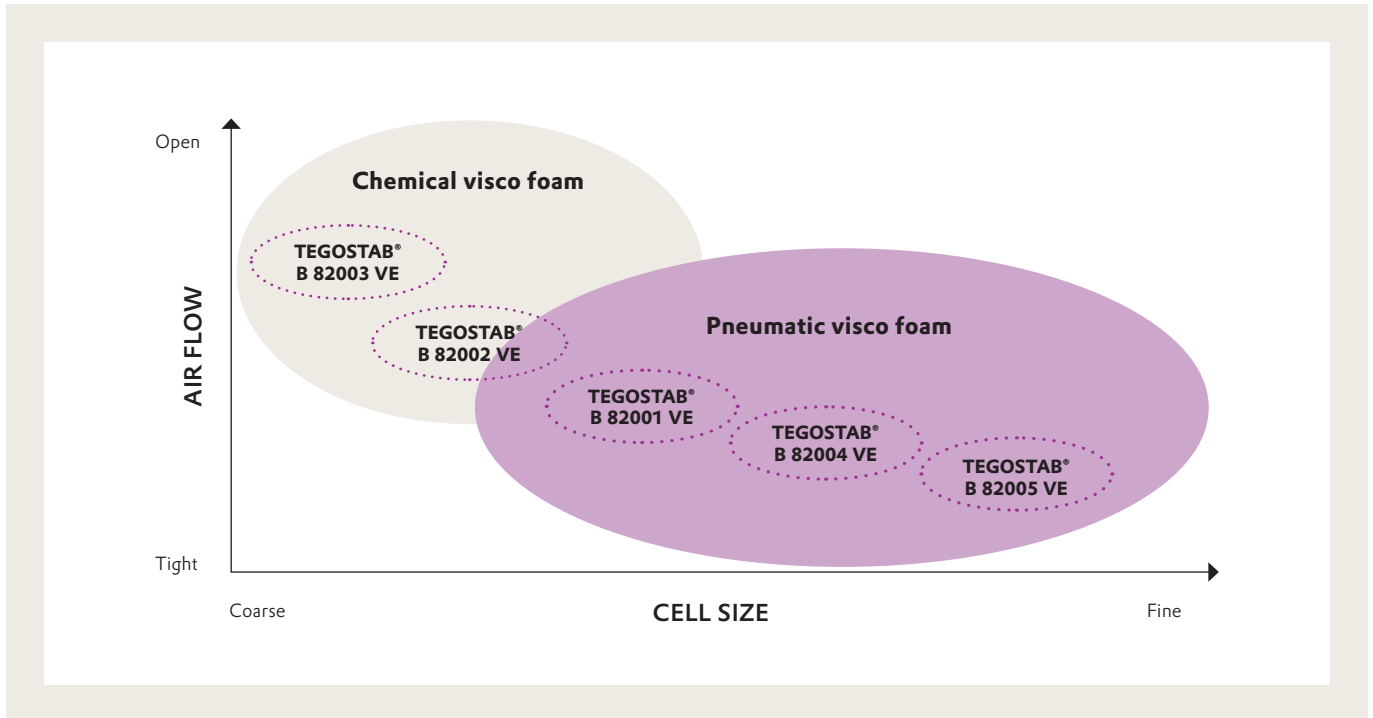 Open
Chemical visco foam
TEGOSTAB®
B 82003 VE
TEGOSTAB®
B 82002 VE
AIR FLOW
Pneumatic visco foam
TEGOSTAB®
B 82001 VE
TEGOSTAB®
B 82004 VE
TEGOSTAB®
B 82005 VE
Tight
Coarse
CELL SIZE
Fine